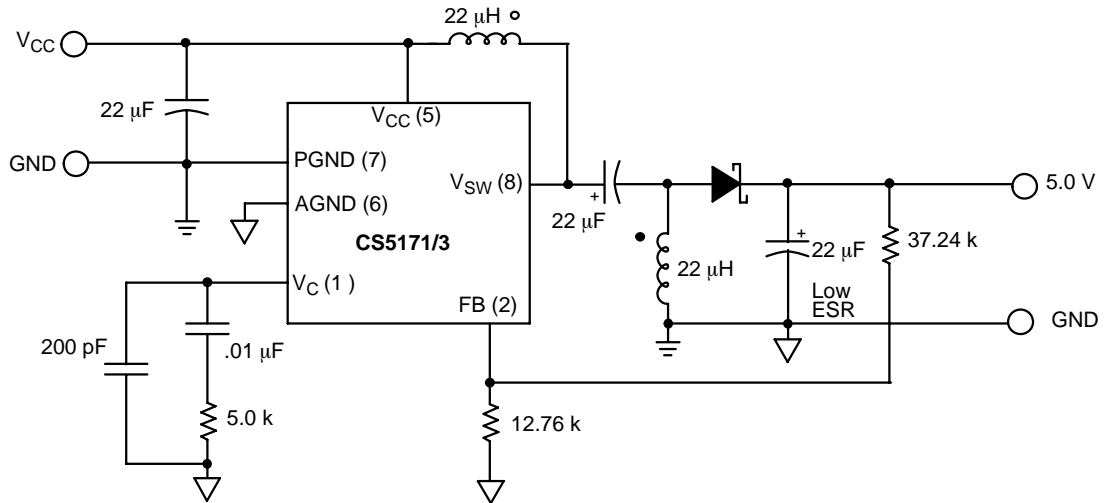 22 μH
VCC
22 μF
VCC (5)
GND
PGND (7)
VSW (8)
5.0 V
AGND (6)
+
22 μF
+
CS5171/3
22 μH
22 μF
37.24 k
VC (1 )
FB (2)
Low
ESR
GND
200 pF
.01 μF
5.0 k
12.76 k